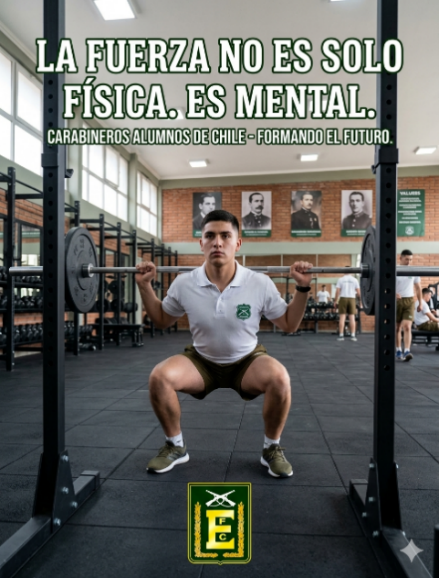 LA FUERZA NO ES SOLO
FÍSICA. ES MENTAL.
CARABINEROS ALUMNOS DE CHILE - FORMANDO EL FUTURO.
VALORES
E
F
C